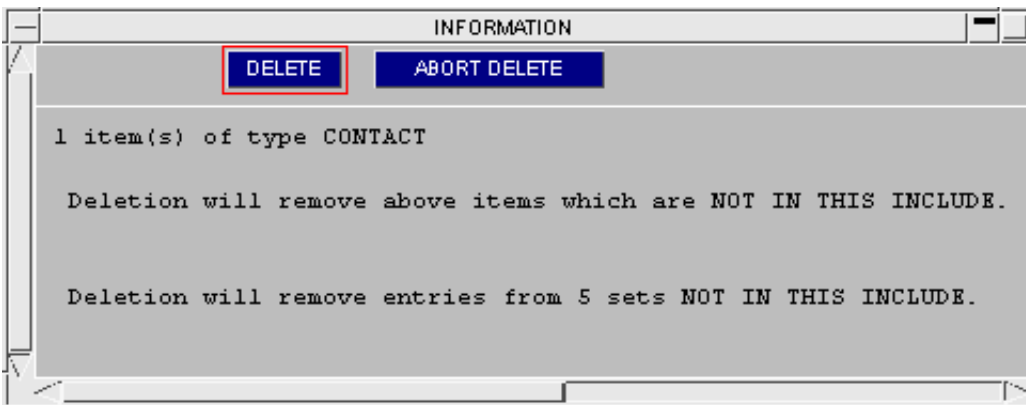 INFORMATION
DELETE ABORT DELETE
1 item(s) of type CONTACT
Deletion will remove above items which are NOT IN THIS INCLUDE.
Deletion will remove entries from 5 sets NOT IN THIS INCLUDE.